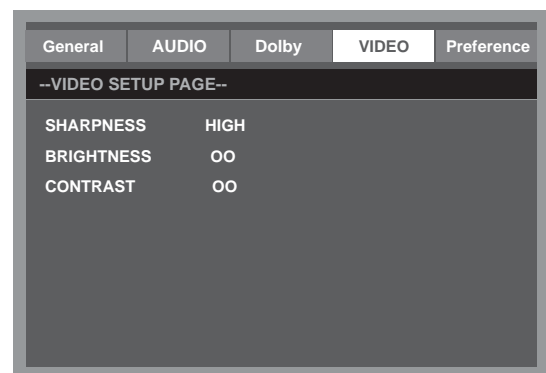 General AUDIO Dolby VIDEO Preference
--VIDEO SETUP PAGE--
SHARPNESS HIGH
BRIGHTNESS OO
CONTRAST OO